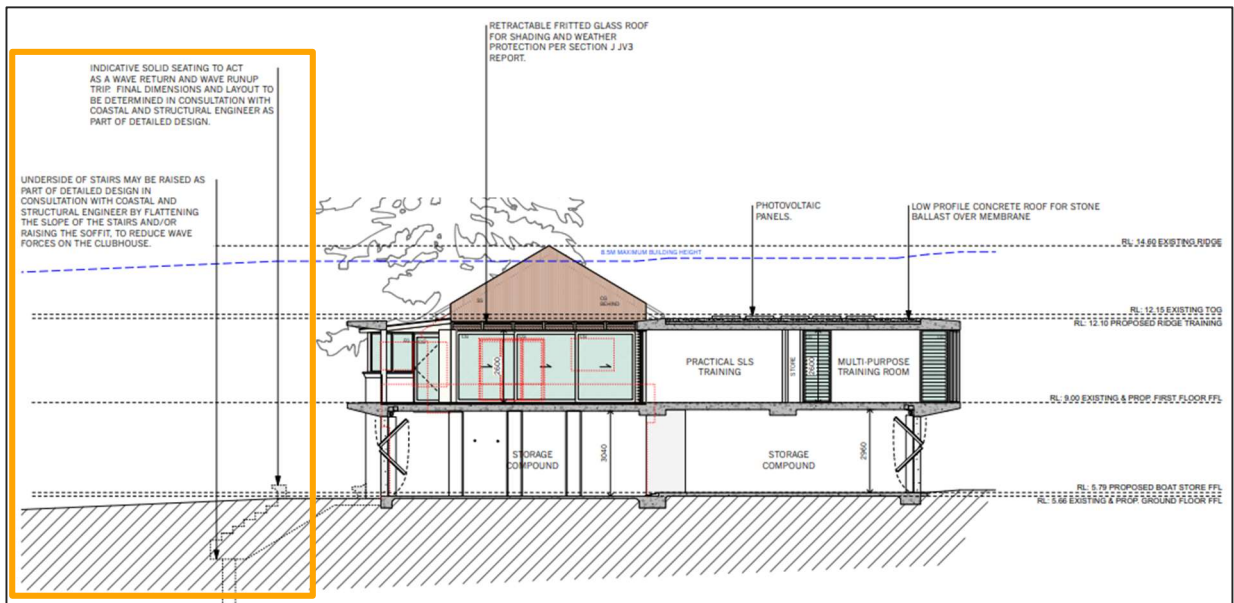 RETRACTABLE FRITTED GLASS ROOF
FOR SHADING AND WEATHER
PROTECTION PER SECTION J JV3
REPORT.
INDICATIVE SOLID SEATING TO ACT
AS A WAVE RETURN AND WAVE RUNUP
TRIP. FINAL DIMENSIONS AND LAYOUT TO
BE DETERMINED IN CONSULTATION WITH
COASTAL AND STRUCTURAL ENGINEER AS
PART OF DETAILED DESIGN.
UNDERSIDE OF STAIRS MAY BE RAISED AS
PART OF DETAILED DESIGN IN
CONSULTATION WITH COASTAL AND
STRUCTURAL ENGINEER BY FLATTENING
THE SLOPE OF THE STAIRS AND/OR
RAISING THE SOFFIT, TO REDUCE WAVE
FORCES ON THE CLUBHOUSE.
PHOTOVOLTAIC
PANELS.
LOW PROFILE CONCRETE ROOF FOR STONE
BALLAST OVER MEMBRANE
RL: 14.60 EXISTING RIDGE
8.5M MAXIMUM BUILDING HEIGHT
RL: 12.15 EXISTING TOG
RL: 12.10 PROPOSED RIDGE TRAINING
2600
PRACTICAL SLS
TRAINING
STORE
2600
MULTI-PURPOSE
TRAINING ROOM
RL: 9.00 EXISTING & PROP. FIRST FLOOR FFL
STORAGE
COMPOUND
3040
STORAGE
COMPOUND
2960
RL: 5.79 PROPOSED BOAT STORE FFL
RL: 5.66 EXISTING & PROP. GROUND FLOOR FFL